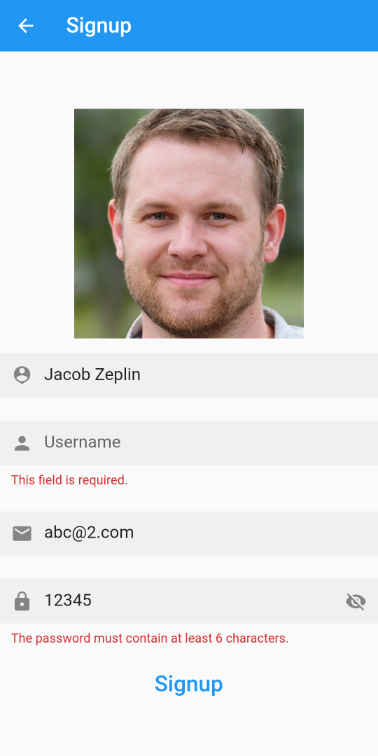 Signup
Jacob Zeplin
Username
This field is required.
abc@2.com
12345
The password must contain at least 6 characters.
Signup